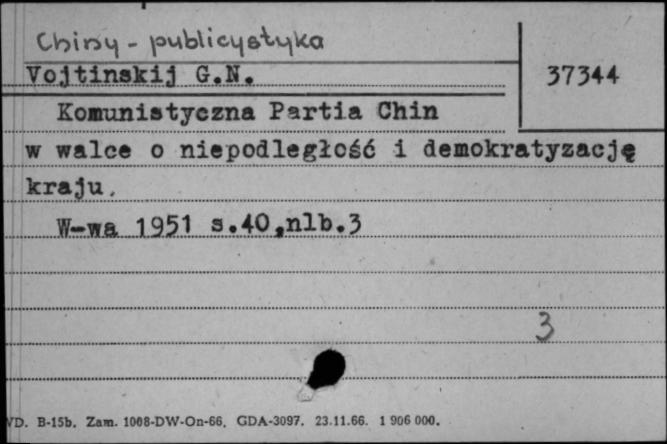 Chiny - publicystyka
Vojtinskij G.N.
37344
Komunistyczna Partia Chin
w walce o niepodległość i demokratyzację
kraju.
W-wa 1951 s.40,nlb.3
3
VD. B-15b. Zam. 1008-DW-On-66. GDA-3097. 23.11.66. 1 906 000.